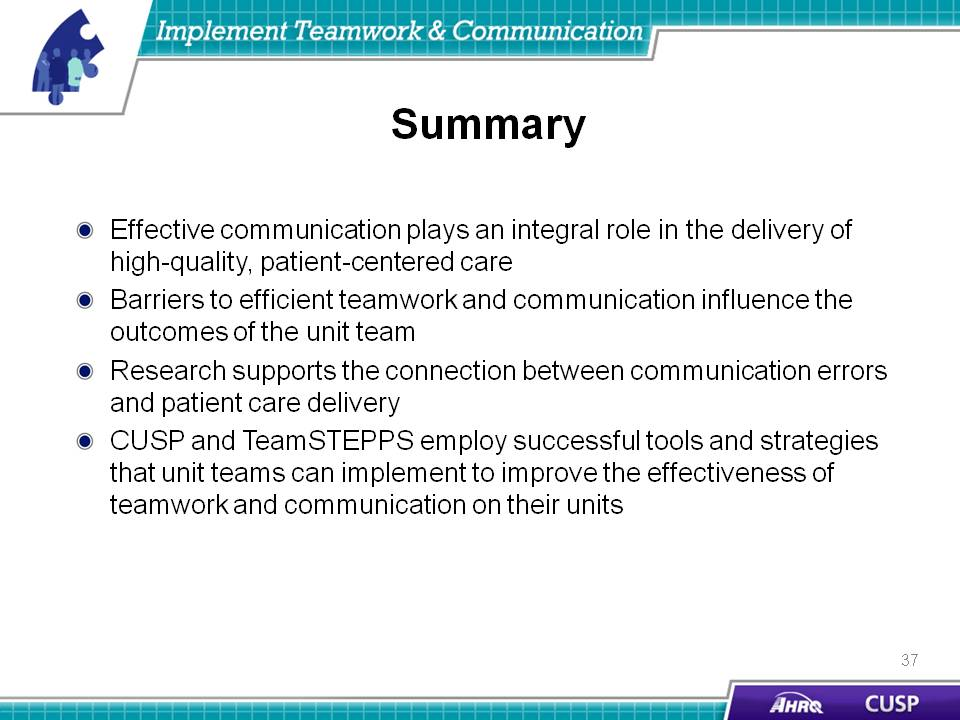 Implement Teamwork & Communication
Summary
Effective communication plays an integral role in the delivery of
high-quality, patient-centered care
Barriers to efficient teamwork and communication influence the
outcomes of the unit team
Research supports the connection between communication errors
and patient care delivery
CUSP and TeamSTEPPS employ successful tools and strategies
that unit teams can implement to improve the effectiveness of
teamwork and communication on their units
37
AHRQ CUSP